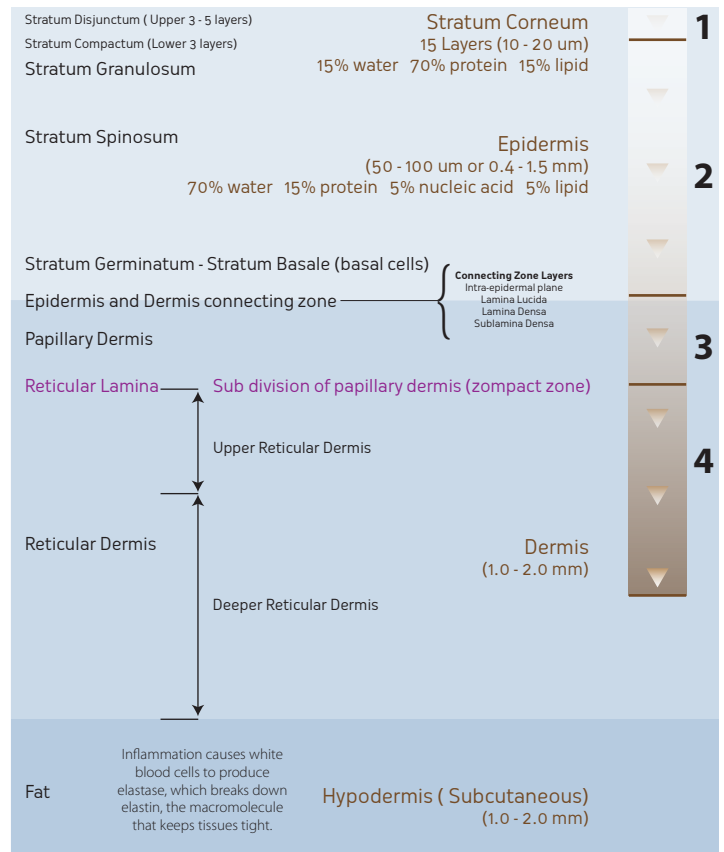 Stratum Disjunctum ( Upper 3 - 5 layers)
Stratum Corneum
1
Stratum Compactum (Lower 3 layers)
15 Layers (10 - 20 um)
Stratum Granulosum
15% water 70% protein 15% lipid
Stratum Spinosum
Epidermis
(50 - 100 um or 0.4 - 1.5 mm)
2
70% water 15% protein 5% nucleic acid 5% lipid
Stratum Germinatum - Stratum Basale (basal cells)
Connecting Zone Layers
Intra-epidermal plane
Epidermis and Dermis connecting zone
Lamina Lucida
Lamina Densa
Sublamina Densa
Papillary Dermis
3
Reticular Lamina
Sub division of papillary dermis (zompact zone)
Upper Reticular Dermis
4
Reticular Dermis
Dermis
(1.0 - 2.0 mm)
Deeper Reticular Dermis
Inflammation causes white
blood cells to produce
elastase, which breaks down
elastin, the macromolecule
that keeps tissues tight.
Fat
Hypodermis ( Subcutaneous)
(1.0 - 2.0 mm)